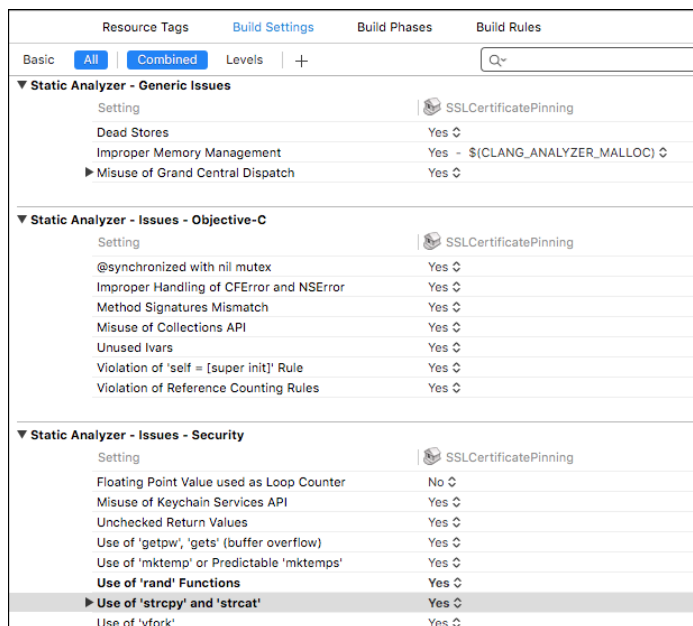 Resource Tags Build Settings Build Phases Build Rules
Basic All Combined Levels +
Static Analyzer - Generic Issues
Setting SSLCertificatePinning
Dead Stores Yes
Improper Memory Management Yes - $(CLANG_ANALYZER_MALLOC)
Misuse of Grand Central Dispatch Yes
Static Analyzer - Issues - Objective-C
Setting SSLCertificatePinning
@synchronized with nil mutex Yes
Improper Handling of CFError and NSError Yes
Method Signatures Mismatch Yes
Misuse of Collections API Yes
Unused Ivars Yes
Violation of 'self = [super init]' Rule Yes
Violation of Reference Counting Rules Yes
Static Analyzer - Issues - Security
Setting SSLCertificatePinning
Floating Point Value used as Loop Counter No
Misuse of Keychain Services API Yes
Unchecked Return Values Yes
Use of 'getpw', 'gets' (buffer overflow) Yes
Use of 'mktemp' or Predictable 'mktemps' Yes
Use of 'rand' Functions Yes
Use of 'strcpy' and 'strcat' Yes
Use of 'vfork' Yes